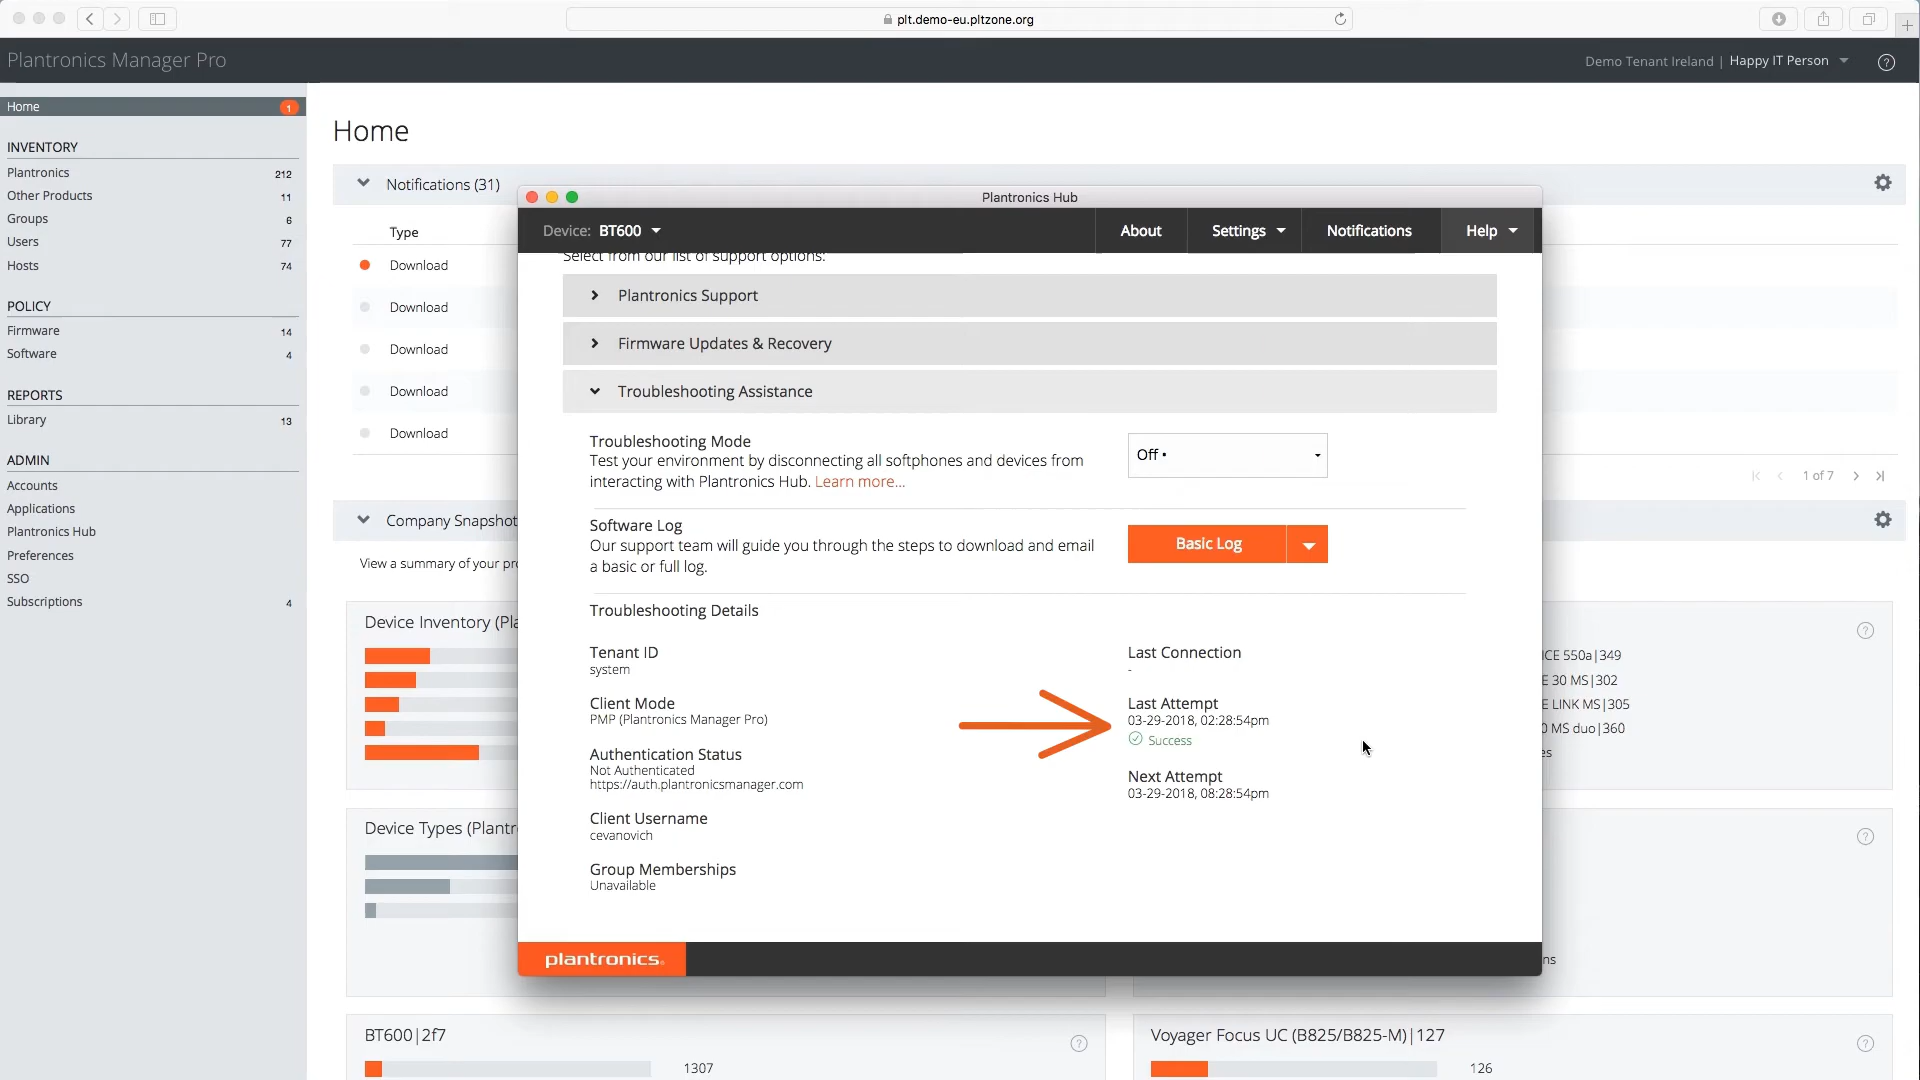 plt.demo-eu.pltzone.org
Plantronics Manager Pro
Demo Tenant Ireland | Happy IT Person
Home
1
INVENTORY
Plantronics 212
Other Products 11
Groups 6
Users 77
Hosts 74
POLICY
Firmware 14
Software 4
REPORTS
Library 13
ADMIN
Accounts
Applications
Plantronics Hub
Preferences
SSO
Subscriptions 4
Home
Notifications (31)
Type
Download
Download
Download
Download
Download
1 of 7
Company Snapshot
View a summary of your
Device Inventory
ICE 550a|349
E 30 MS|302
E LINK MS|305
0 MS duo|360
es
Device Types
ns
BT600|2f7
1307
Voyager Focus UC (B825/B825-M)|127
126
Plantronics Hub
Device: BT600
About
Settings
Notifications
Help
Select from our list of support options:
Plantronics Support
Firmware Updates & Recovery
Troubleshooting Assistance
Troubleshooting Mode
Test your environment by disconnecting all softphones and devices from
interacting with Plantronics Hub. Learn more...
Off •
Software Log
Our support team will guide you through the steps to download and email
a basic or full log.
Basic Log
Troubleshooting Details
Tenant ID
system
Client Mode
PMP (Plantronics Manager Pro)
Authentication Status
Not Authenticated
https://auth.plantronicsmanager.com
Client Username
cevanovich
Group Memberships
Unavailable
Last Connection
-
Last Attempt
03-29-2018, 02:28:54pm
Success
Next Attempt
03-29-2018, 08:28:54pm
plantronics.